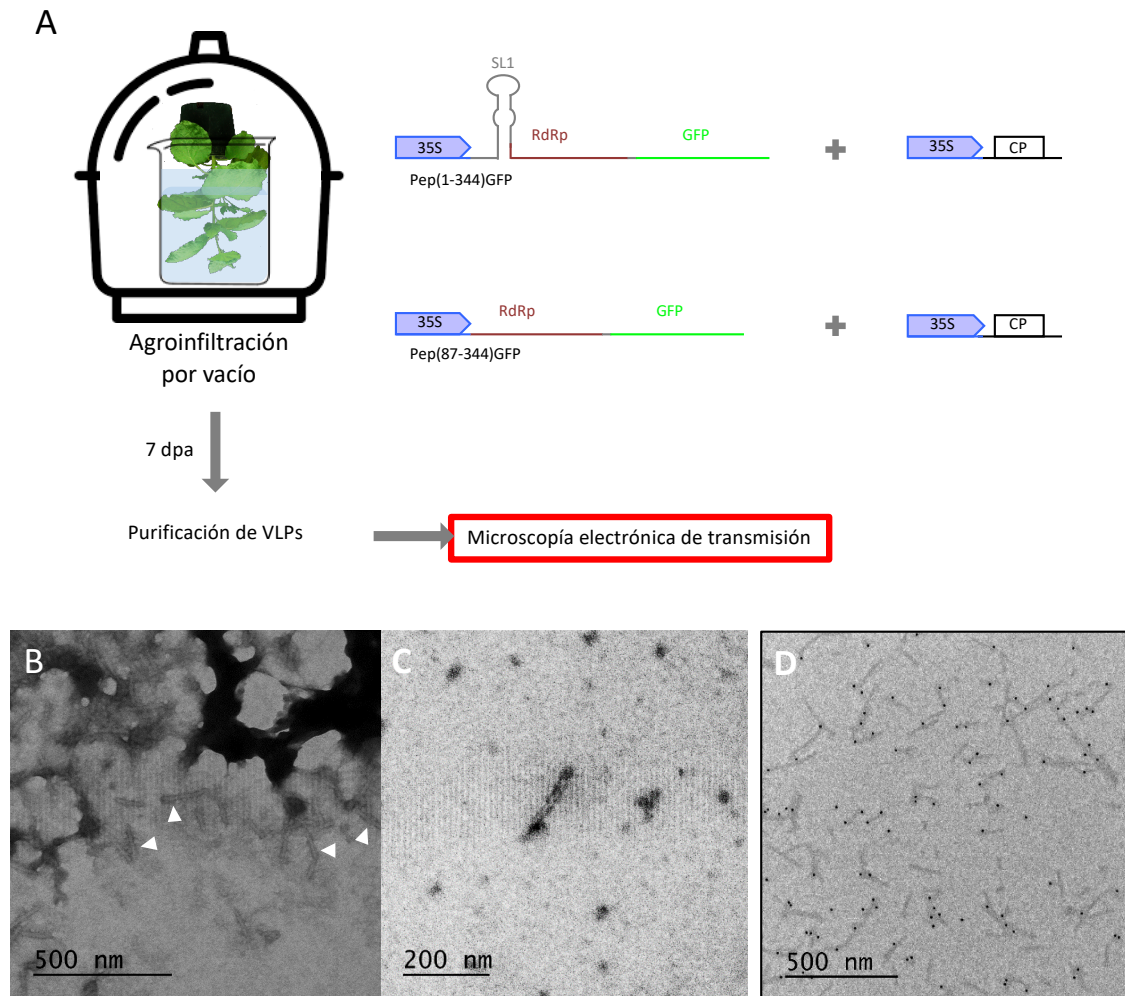 A
SL1
35S
RdRp
GFP
35S
CP
Pep(1-344)GFP
35S
RdRp
GFP
35S
CP
Pep(87-344)GFP
Agroinfiltración
por vacío
7 dpa
Purificación de VLPs
Microscopía electrónica de transmisión
B
500 nm
C
200 nm
D
500 nm